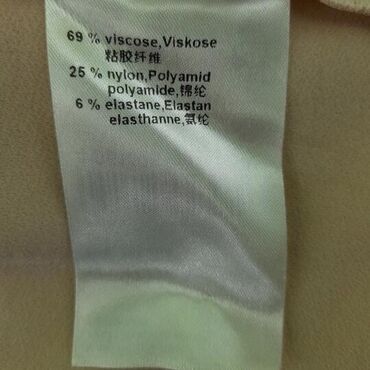 69 % viscose,Viskose
粘胶纤维
25 % nylon,Polyamid
polyamide,锦纶
6 % elastane,Elastan
elasthanne,氨纶